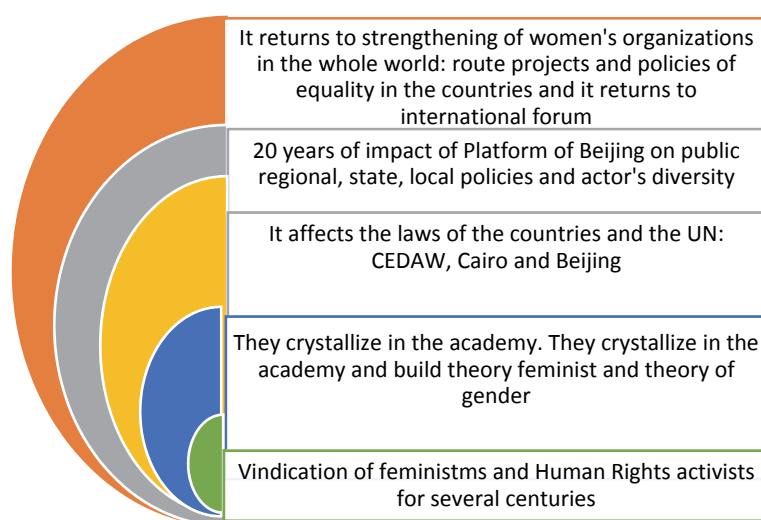 It returns to strengthening of women's organizations
in the whole world: route projects and policies of
equality in the countries and it returns to
international forum
20 years of impact of Platform of Beijing on public
regional, state, local policies and actor's diversity
It affects the laws of the countries and the UN:
CEDAW, Cairo and Beijing
They crystallize in the academy. They crystallize in the
academy and build theory feminist and theory of
gender
Vindication of feministms and Human Rights activists
for several centuries